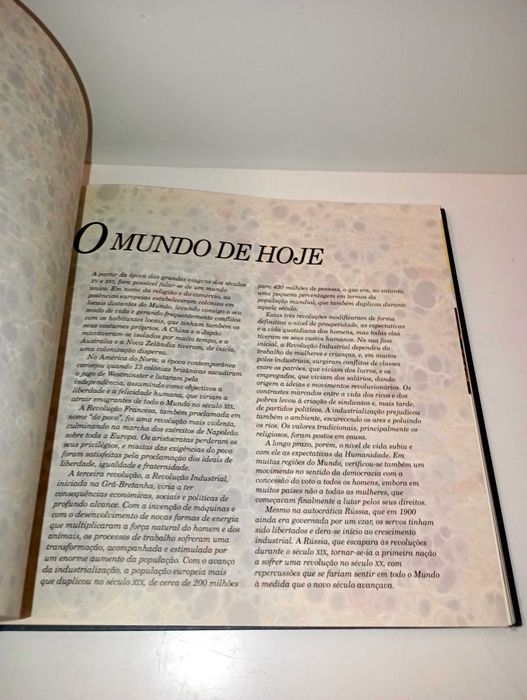 O MUNDO DE HOJE
A partir da época das grandes viagens dos séculos
XV e XVI, fora possível falar-se de um mundo
único. Em nome da religião e do comércio, as
potências europeias estabeleceram colónias em
locais distantes do Mundo, levando consigo o seu
modo de vida e gerando frequentemente conflitos
com os habitantes locais, que tinham também os
seus costumes próprios. A China e o Japão
mantiveram-se isolados por muito tempo, e a
Austrália e a Nova Zelândia tiveram, de início,
uma colonização dispersa.
Na América do Norte, a época contemporânea
começou quando 13 colónias britânicas sacudiram
o jugo de Westminster e lutaram pela
independência, assumindo como objectivos a
liberdade e a felicidade humana, que viriam a
atrair emigrantes de todo o Mundo no século XIX.
A Revolução Francesa, também proclamada em
nome "do povo", foi uma revolução mais violenta,
culminando na marcha dos exércitos de Napoleão
sobre toda a Europa. Os aristocratas perderam os
seus privilégios, e muitas das exigências do povo
foram satisfeitas pela proclamação dos ideais de
liberdade, igualdade e fraternidade.
A terceira revolução, a Revolução Industrial,
iniciada na Grã-Bretanha, viria a ter
consequências económicas, sociais e políticas de
profundo alcance. Com a invenção de máquinas e
com o desenvolvimento de novas formas de energia
que multiplicaram a força natural do homem e dos
animais, os processos de trabalho sofreram uma
transformação, acompanhada e estimulada por
um enorme aumento da população. Com o avanço
da industrialização, a população europeia mais
que duplicou no século XIX, de cerca de 200 milhões
para 430 milhões de pessoas, o que era, no entanto,
uma pequena percentagem em termos da
população mundial, que também duplicou durante
aquele século.
Estas três revoluções modificaram de forma
definitiva o nível de prosperidade, as expectativas
e a vida quotidiana dos homens, mas todas elas
tiveram os seus custos humanos. Na sua fase
inicial, a Revolução Industrial dependeu do
trabalho de mulheres e crianças, e, em muitos
pólos industriais, surgiram conflitos de classes
entre os patrões, que viviam dos lucros, e os
empregados, que viviam dos salários, dando
origem a ideias e movimentos revolucionários. Os
contrastes marcados entre a vida dos ricos e dos
pobres levou à criação de sindicatos e, mais tarde,
de partidos políticos. A industrialização prejudicou
também o ambiente, escurecendo os ares e poluindo
os rios. Os valores tradicionais, principalmente os
religiosos, foram postos em causa.
A longo prazo, porém, o nível de vida subiu e
com ele as expectativas da Humanidade. Em
muitas regiões do Mundo, verificou-se também um
movimento no sentido da democracia com a
concessão do voto a todos os homens, embora em
muitos países não a todas as mulheres, que
começavam finalmente a lutar pelos seus direitos.
Mesmo na autocrática Rússia, que em 1900
ainda era governada por um czar, os servos tinham
sido libertados e dera-se início ao crescimento
industrial. A Rússia, que escapara às revoluções
durante o século XIX, tornar-se-ia a primeira nação
a sofrer uma revolução no século XX, com
repercussões que se fariam sentir em todo o Mundo
à medida que o novo século avançava.